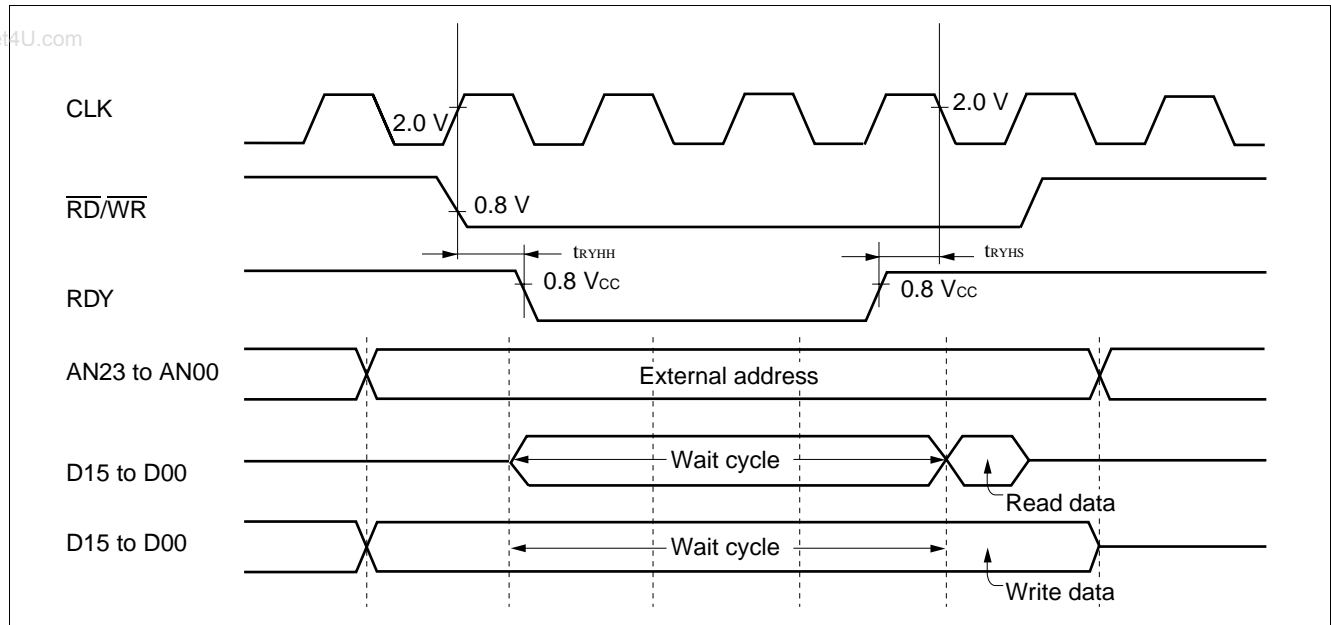 et4U.com
CLK
2.0 V
2.0 V
RD/WR
0.8 V
tRYHH
tRYHS
RDY
0.8 VCC
0.8 VCC
AN23 to AN00
External address
D15 to D00
Wait cycle
Read data
D15 to D00
Wait cycle
Write data